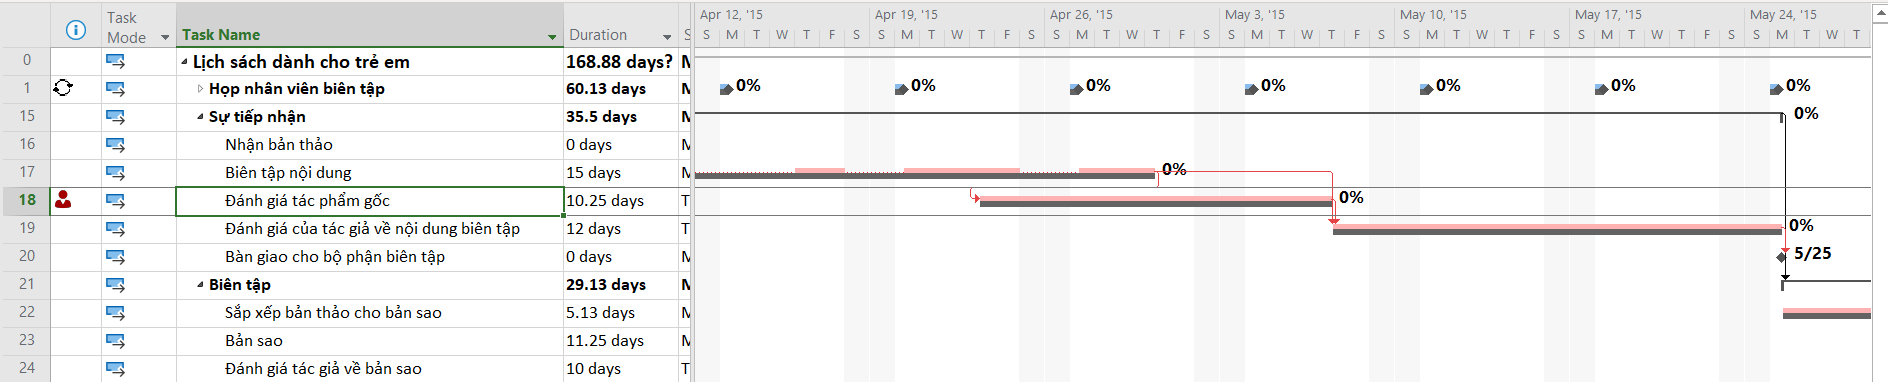 Task Mode Task Name Duration S
Apr 12, '15 Apr 19, '15 Apr 26, '15 May 3, '15 May 10, '15 May 17, '15 May 24, '15
S M T W T F S S M T W T F S S M T W T F S S M T W T F S S M T W T F S S M T W T F S S M T W T
0 Lịch sách dành cho trẻ em 168.88 days? M
1 Họp nhân viên biên tập 60.13 days M 0% 0% 0% 0% 0% 0% 0%
15 Sự tiếp nhận 35.5 days M 0%
16 Nhận bản thảo 0 days M
17 Biên tập nội dung 15 days M 0%
18 Đánh giá tác phẩm gốc 10.25 days T 0%
19 Đánh giá của tác giả về nội dung biên tập 12 days T 0%
20 Bàn giao cho bộ phận biên tập 0 days M 5/25
21 Biên tập 29.13 days M
22 Sắp xếp bản thảo cho bản sao 5.13 days M
23 Bản sao 11.25 days M
24 Đánh giá tác giả về bản sao 10 days T